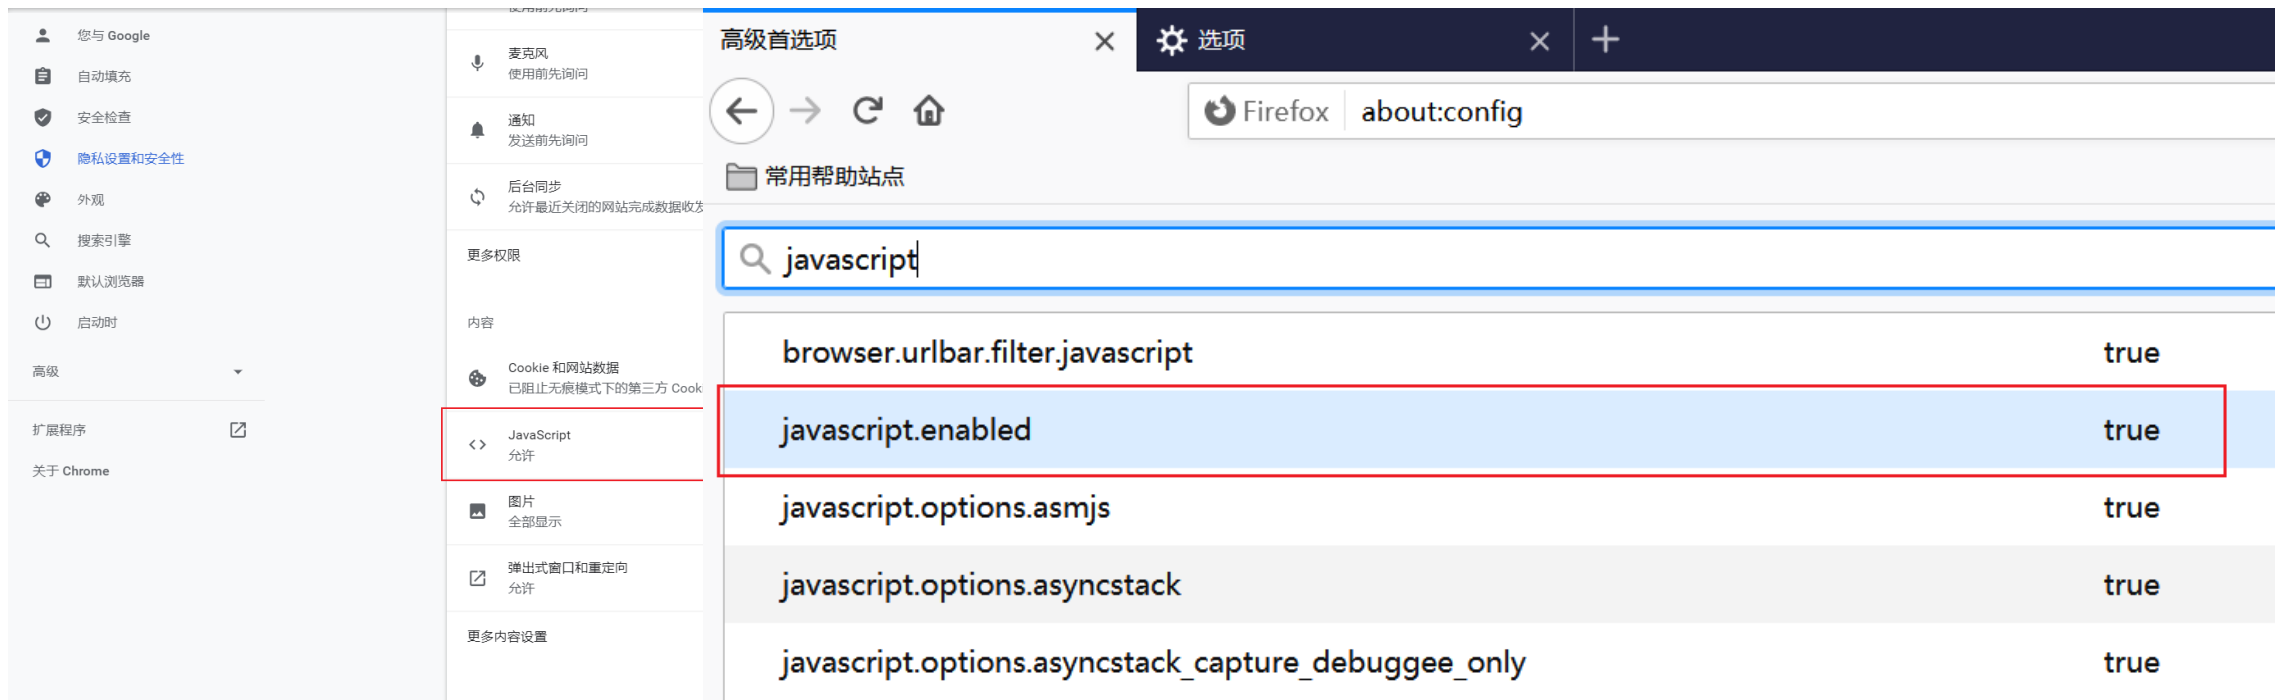 您与 Google
自动填充
安全检查
隐私设置和安全性
外观
搜索引擎
默认浏览器
启动时
高级
扩展程序
关于 Chrome
使用前先询问
麦克风
使用前先询问
通知
发送前先询问
后台同步
允许最近关闭的网站完成数据收发
更多权限
内容
Cookie 和网站数据
已阻止无痕模式下的第三方 Cook
JavaScript
允许
图片
全部显示
弹出式窗口和重定向
允许
更多内容设置
高级首选项
选项
Firefox about:config
常用帮助站点
javascript
browser.urlbar.filter.javascript true
javascript.enabled true
javascript.options.asmjs true
javascript.options.asyncstack true
javascript.options.asyncstack_capture_debuggee_only true